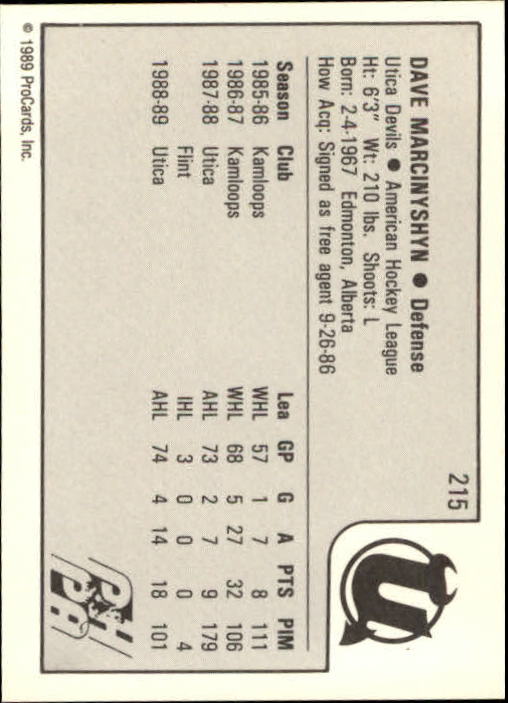 215
DAVE MARCINYSHYN ● Defense
Utica Devils ● American Hockey League
Ht: 6'3" Wt: 210 lbs. Shoots: L
Born: 2-4-1967 Edmonton, Alberta
How Acq: Signed as free agent 9-26-86
Season Club Lea GP G A PTS PIM
1985-86 Kamloops WHL 57 1 7 8 111
1986-87 Kamloops WHL 68 5 27 32 106
1987-88 Utica AHL 73 2 7 9 179
Flint IHL 3 0 0 0 4
1988-89 Utica AHL 74 4 14 18 101
© 1989 ProCards, Inc.
U